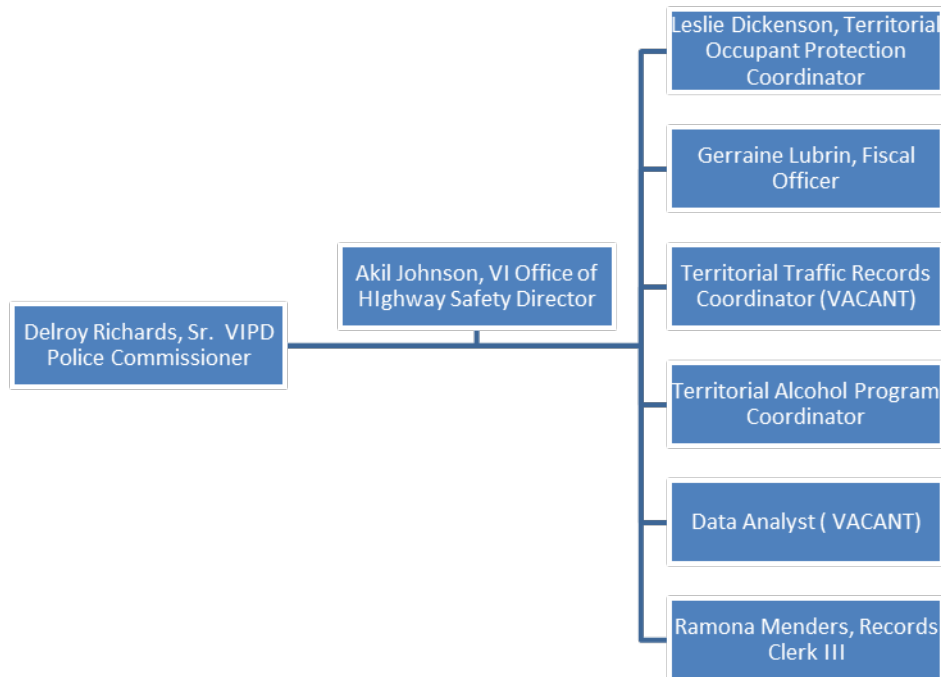 Leslie Dickenson, Territorial
Occupant Protection
Coordinator
Gerraine Lubrin, Fiscal
Officer
Akil Johnson, VI Office of
HIghway Safety Director
Territorial Traffic Records
Coordinator (VACANT)
Delroy Richards, Sr. VIPD
Police Commissioner
Territorial Alcohol Program
Coordinator
Data Analyst ( VACANT)
Ramona Menders, Records
Clerk III